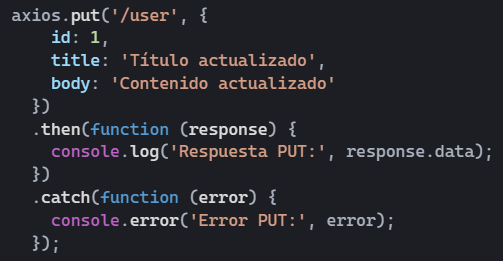 axios.put('/user', {
    id: 1,
    title: 'Título actualizado',
    body: 'Contenido actualizado'
  })
  .then(function (response) {
    console.log('Respuesta PUT:', response.data);
  })
  .catch(function (error) {
    console.error('Error PUT:', error);
  });